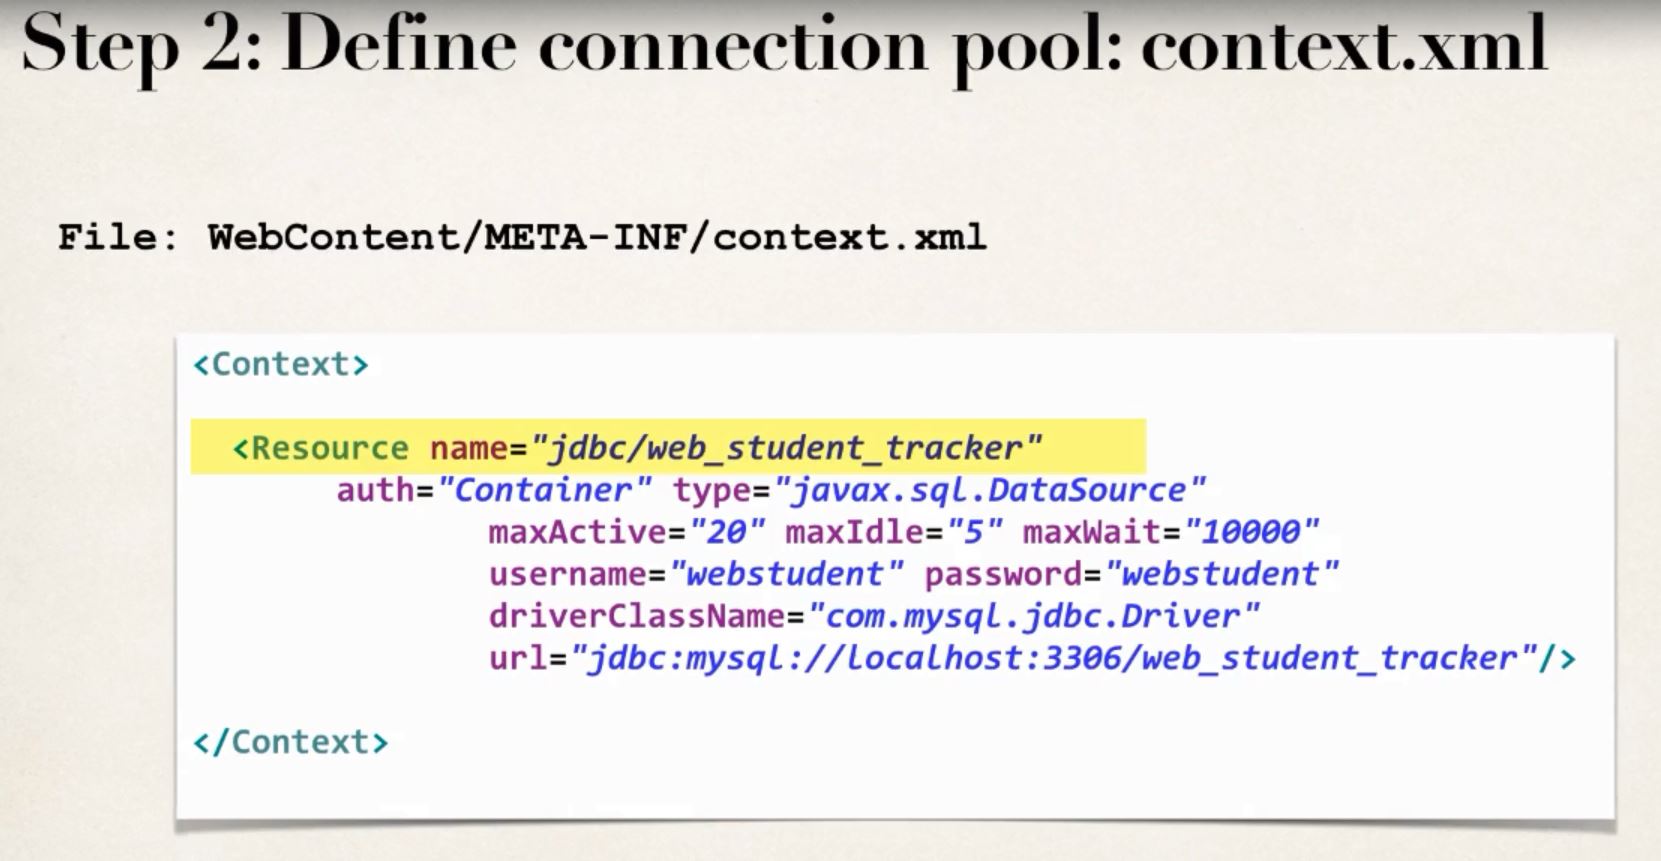 Step 2: Define connection pool: context.xml
File: WebContent/META-INF/context.xml
<Context>
<Resource name="jdbc/web_student_tracker"
auth="Container" type="javax.sql.DataSource"
maxActive="20" maxIdle="5" maxWait="10000"
username="webstudent" password="webstudent"
driverClassName="com.mysql.jdbc.Driver"
url="jdbc:mysql://localhost:3306/web_student_tracker"/>
</Context>